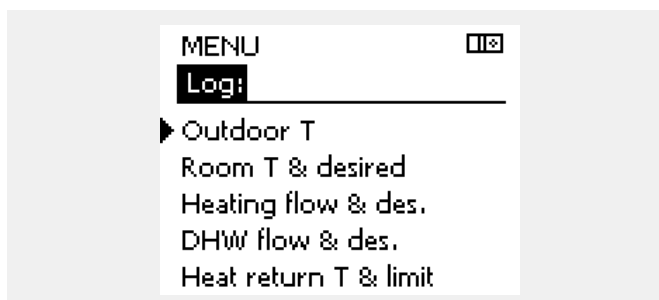 MENU
Log:
Outdoor T
Room T & desired
Heating flow & des.
DHW flow & des.
Heat return T & limit